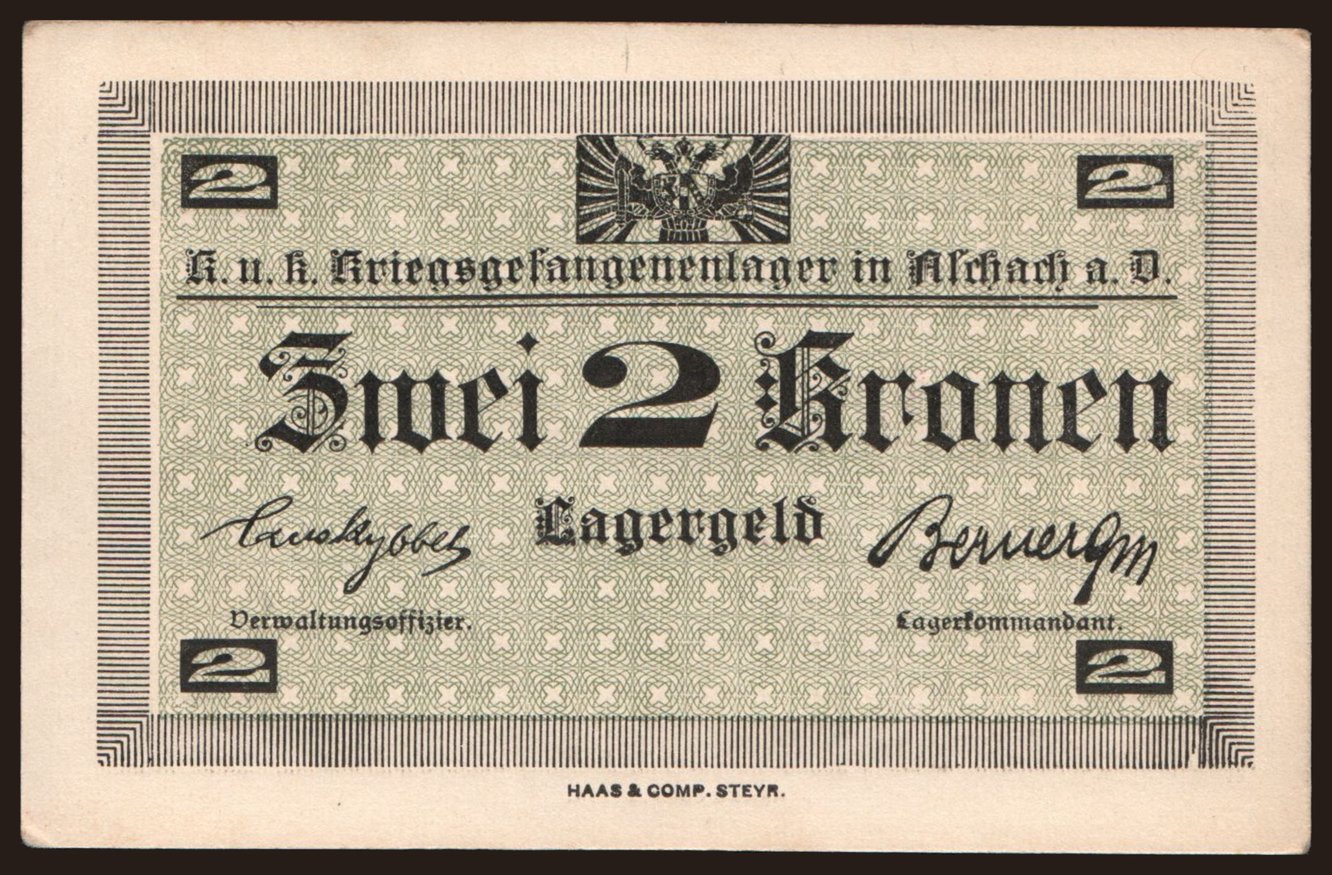 2 2
K. u. k. Kriegsgefangenenlager in Aschach a. D.
Zwei 2 Kronen
Lagergeld
Verwaltungsoffizier. Lagerkommandant.
2 2
HAAS & COMP. STEYR.